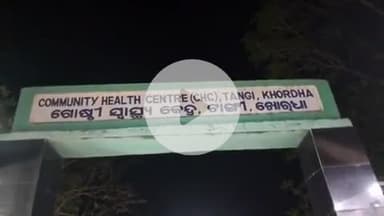 COMMUNITY HEALTH CENTRE (CHC), TANGI, KHORDHA
ଗୋଷ୍ଠୀ ସ୍ୱାସ୍ଥ୍ୟ କେନ୍ଦ୍ର, ଟାଙ୍ଗୀ, ଖୋର୍ଦ୍ଧା